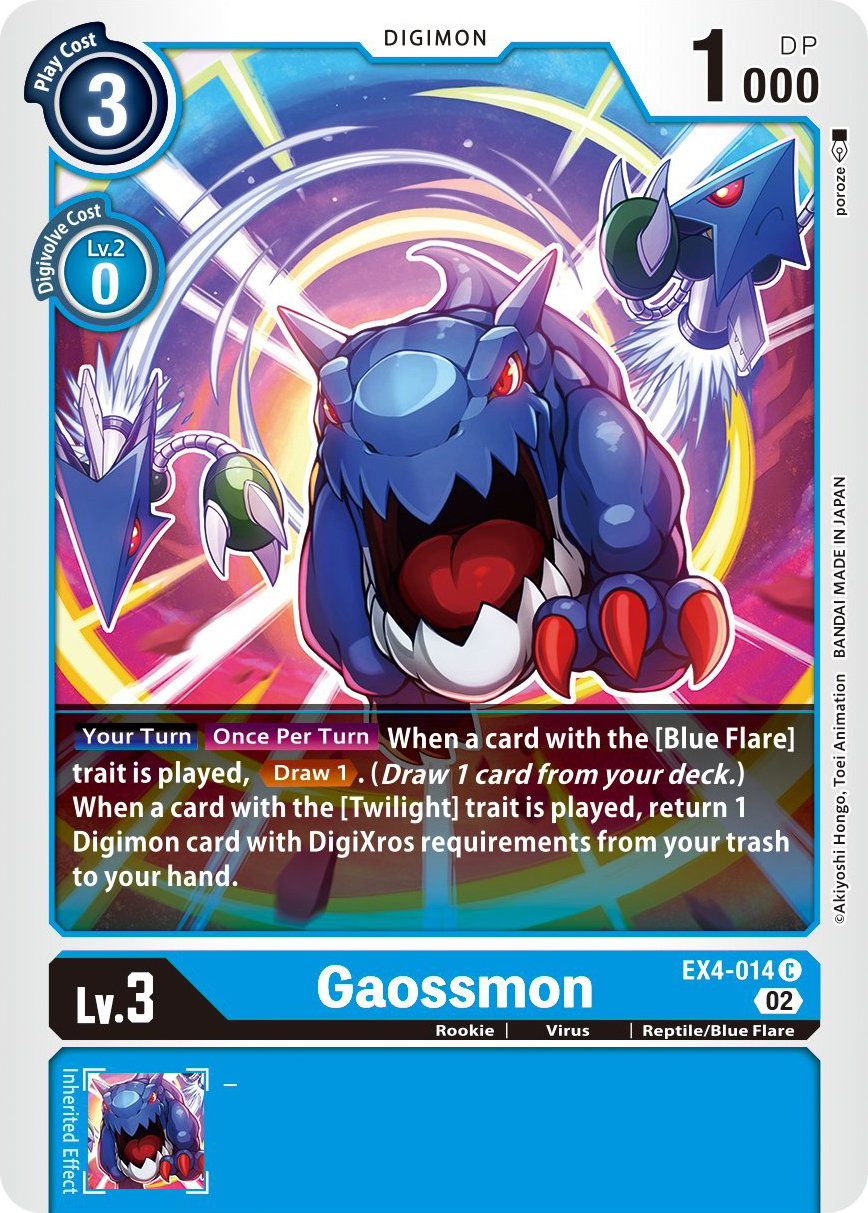 DIGIMON
Play Cost
3
DP
1000
Digivolve Cost
Lv.2
0
poroze
©Akiyoshi Hongo, Toei Animation BANDAI MADE IN JAPAN
Your Turn Once Per Turn When a card with the [Blue Flare]
trait is played, Draw 1. (Draw 1 card from your deck.)
When a card with the [Twilight] trait is played, return 1
Digimon card with DigiXros requirements from your trash
to your hand.
Lv.3
Gaossmon
EX4-014 C
02
Rookie | Virus | Reptile/Blue Flare
Inherited Effect
–